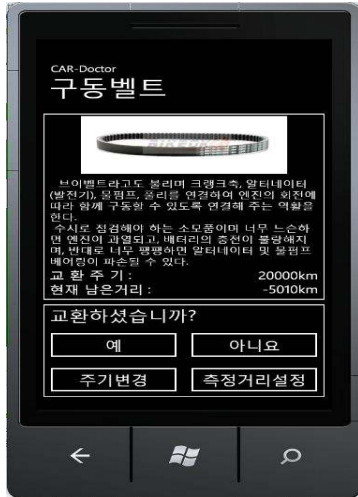 CAR-Doctor
구동벨트
브이벨트라고도 불리며 크랭크축, 알터네이터
(발전기), 물펌프, 풀리를 연결하여 엔진의 회전에
따라 함께 구동할 수 있도록 연결해 주는 역활을
한다.
수시로 점검해야 하는 소모품이며 너무 느슨하
면 엔진이 과열되고, 배터리의 충전이 불량해지
며, 반대로 너무 팽팽하면 알터네이터 및 물펌프
베어링이 파손될 수 있다.
교 환 주 기 : 20000km
현재 남은거리 : -5010km
교환하셨습니까?
예 아니요
주기변경 측정거리설정